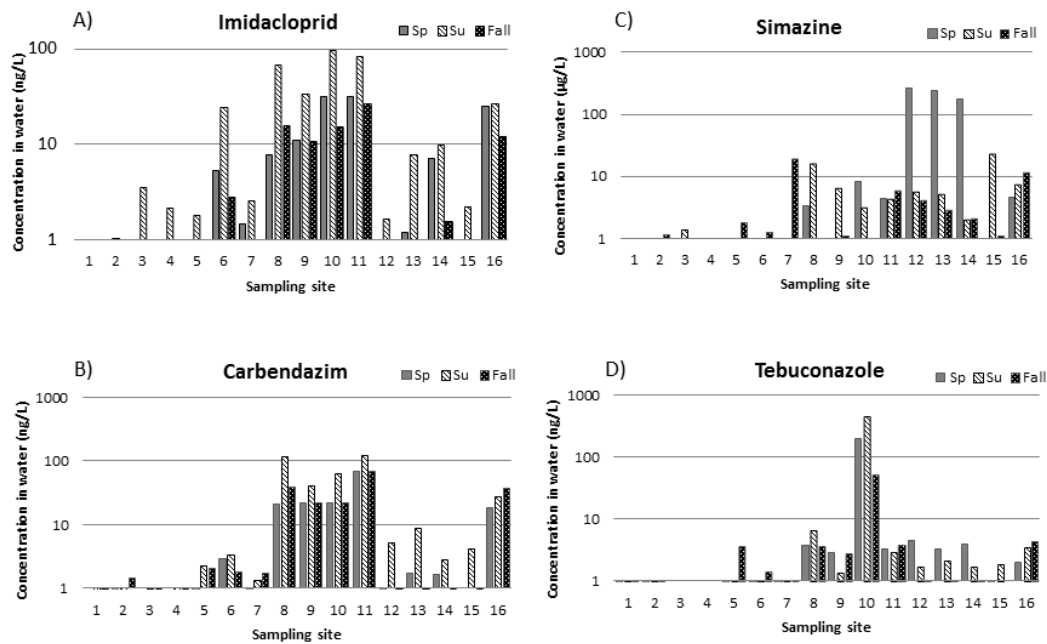 A)
Imidacloprid
Sp Su Fall
Concentration in water (ng/L)
100
10
1
1 2 3 4 5 6 7 8 9 10 11 12 13 14 15 16
Sampling site
C)
Simazine
Sp Su Fall
Concentration in water (µg/L)
1000
100
10
1
1 2 3 4 5 6 7 8 9 10 11 12 13 14 15 16
Sampling site
B)
Carbendazim
Sp Su Fall
Concentration in water (ng/L)
1000
100
10
1
1 2 3 4 5 6 7 8 9 10 11 12 13 14 15 16
Sampling site
D)
Tebuconazole
Sp Su Fall
Concentration in water (ng/L)
1000
100
10
1
1 2 3 4 5 6 7 8 9 10 11 12 13 14 15 16
Sampling site